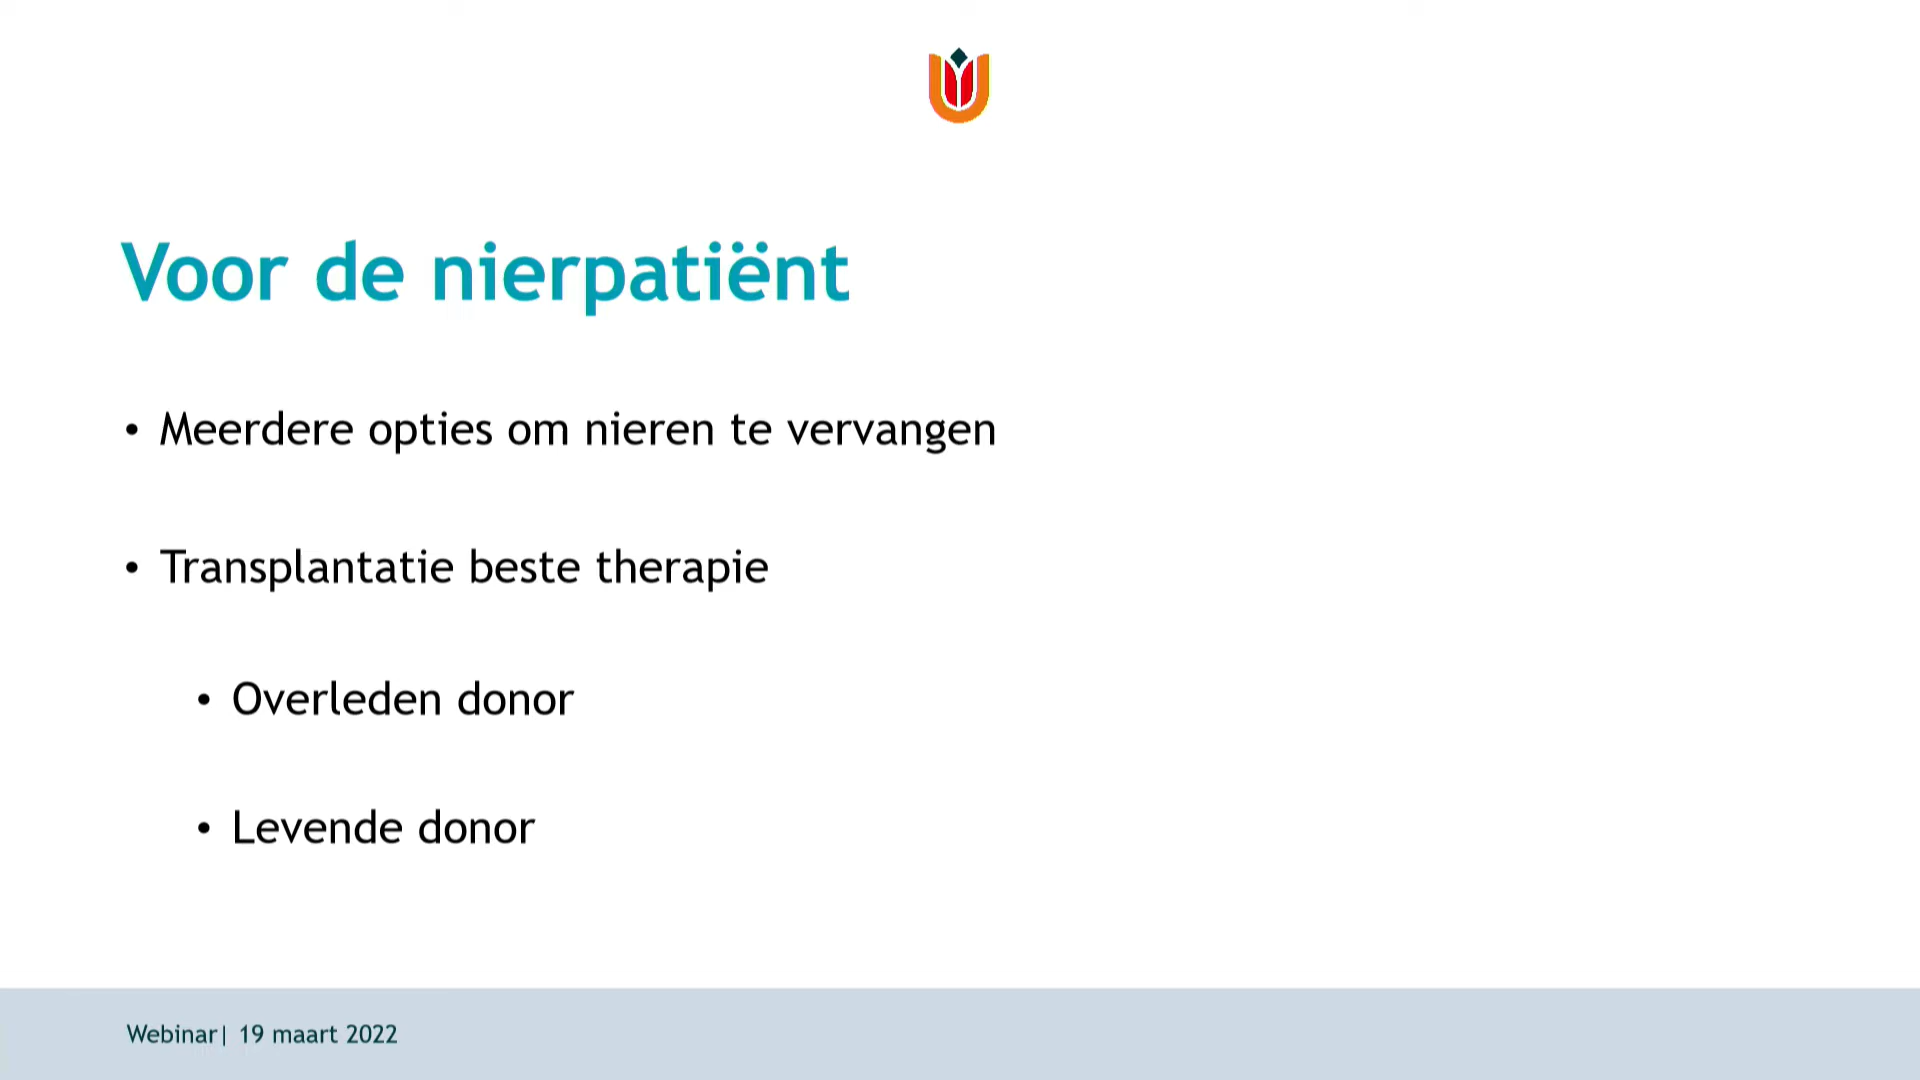 Voor de nierpatiënt
• Meerdere opties om nieren te vervangen
• Transplantatie beste therapie
• Overleden donor
• Levende donor
Webinar| 19 maart 2022